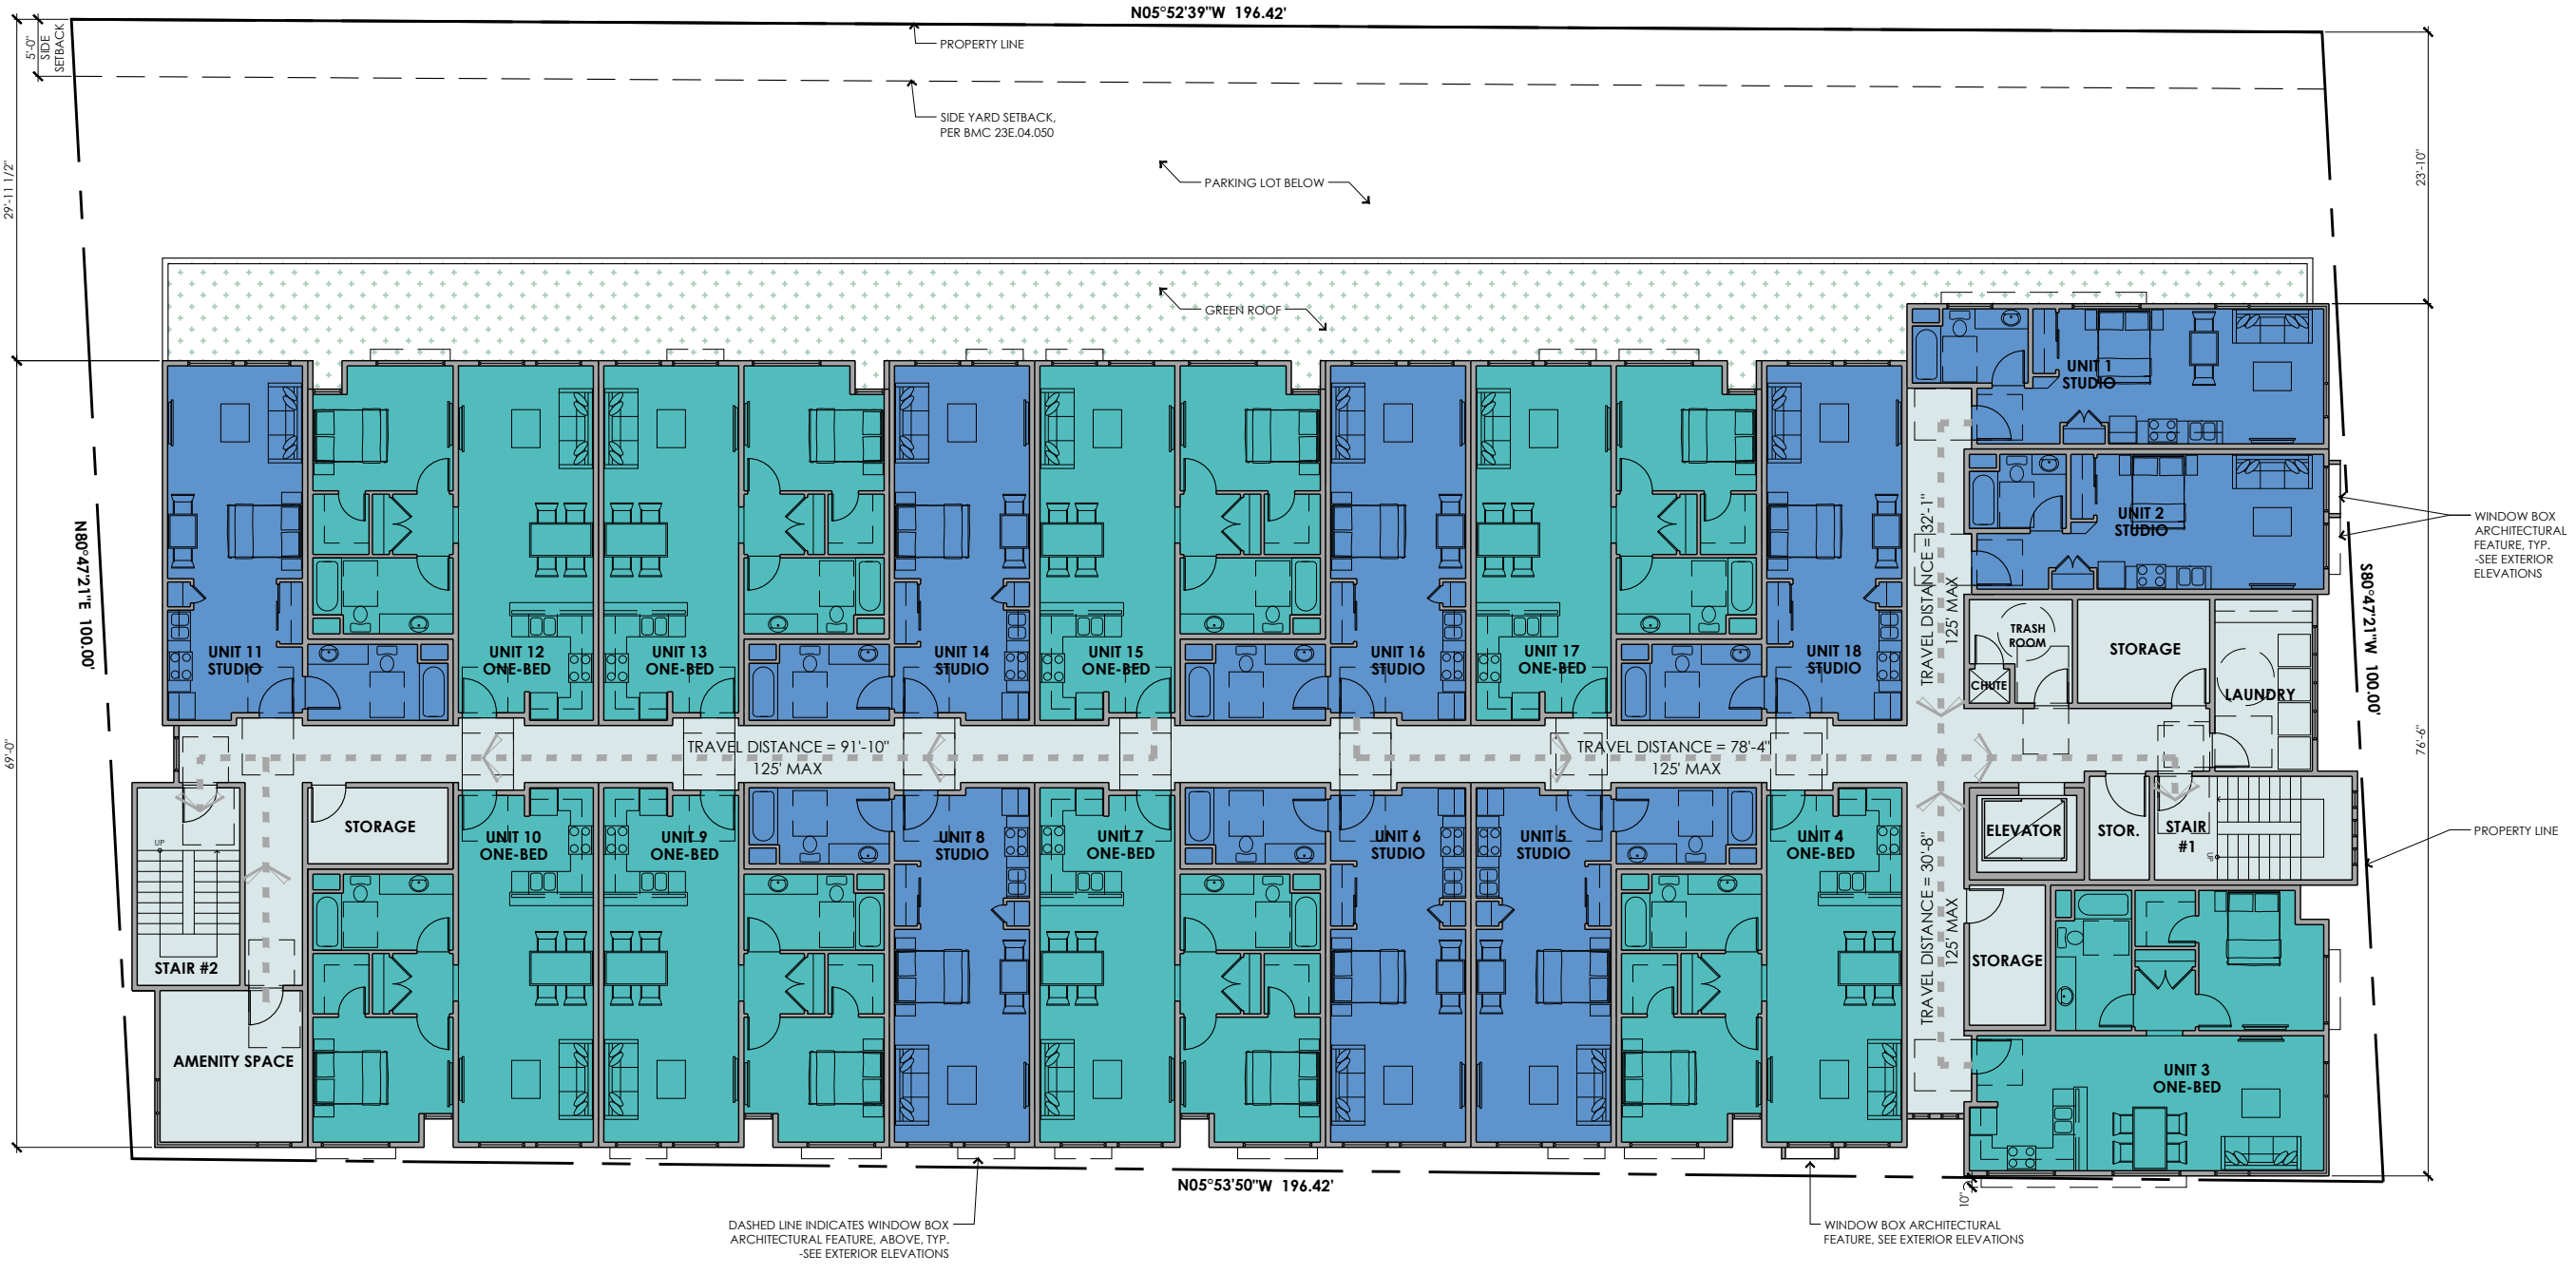 N05°52'39"W 196.42'
5'-0"
SIDE
SETBACK
PROPERTY LINE
SIDE YARD SETBACK,
PER BMC 23E.04.050
29'-11 1/2"
23'-10"
PARKING LOT BELOW
GREEN ROOF
UNIT 1
STUDIO
UNIT 2
STUDIO
WINDOW BOX
ARCHITECTURAL
FEATURE, TYP.
-SEE EXTERIOR
ELEVATIONS
N80°47'21"E 100.00'
S80°47'21"W 100.00'
TRAVEL DISTANCE = 32'-1"
125' MAX
TRASH
ROOM
STORAGE
CHUTE
LAUNDRY
UNIT 11
STUDIO
UNIT 12
ONE-BED
UNIT 13
ONE-BED
UNIT 14
STUDIO
UNIT 15
ONE-BED
UNIT 16
STUDIO
UNIT 17
ONE-BED
UNIT 18
STUDIO
69'-0"
76'-6"
TRAVEL DISTANCE = 91'-10"
125' MAX
TRAVEL DISTANCE = 78'-4"
125' MAX
STORAGE
UNIT 10
ONE-BED
UNIT 9
ONE-BED
UNIT 8
STUDIO
UNIT 7
ONE-BED
UNIT 6
STUDIO
UNIT 5
STUDIO
UNIT 4
ONE-BED
ELEVATOR
STOR.
STAIR
#1
UP
PROPERTY LINE
UP
STAIR #2
TRAVEL DISTANCE = 30'-8"
125' MAX
STORAGE
AMENITY SPACE
UNIT 3
ONE-BED
N05°53'50"W 196.42'
10"
DASHED LINE INDICATES WINDOW BOX
ARCHITECTURAL FEATURE, ABOVE, TYP.
-SEE EXTERIOR ELEVATIONS
WINDOW BOX ARCHITECTURAL
FEATURE, SEE EXTERIOR ELEVATIONS